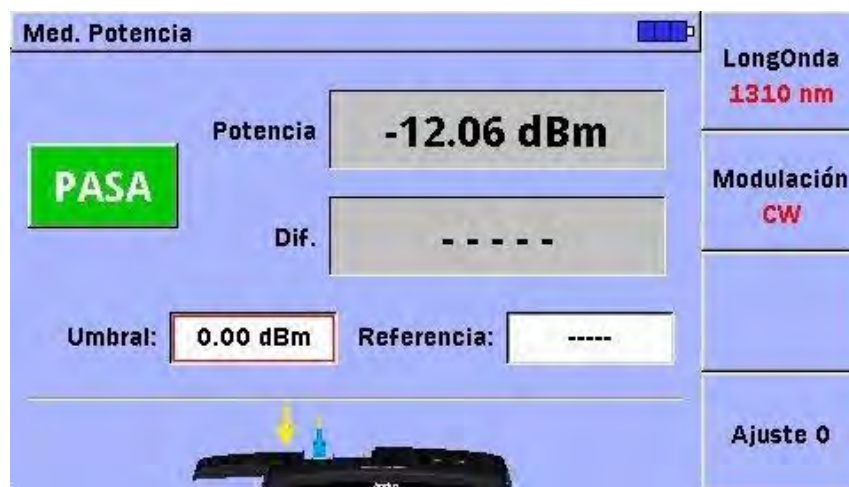 Med. Potencia
LongOnda
1310 nm
Potencia
-12.06 dBm
PASA
Modulación
CW
Dif.
- - - - -
Umbral:
0.00 dBm
Referencia:
-----
Ajuste 0